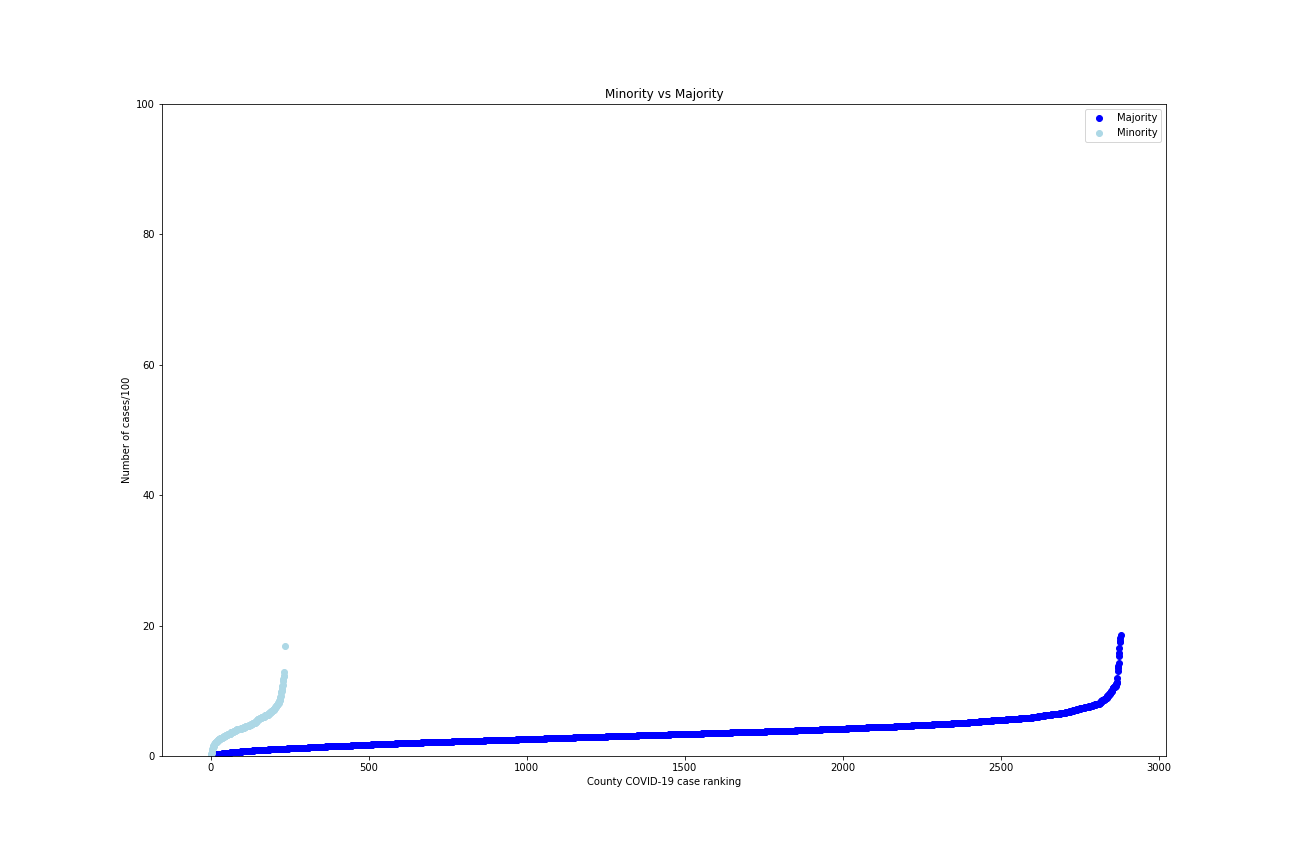 Minority vs Majority
100
80
60
40
20
0
Number of cases/100
Majority
Minority
0 500 1000 1500 2000 2500 3000
County COVID-19 case ranking